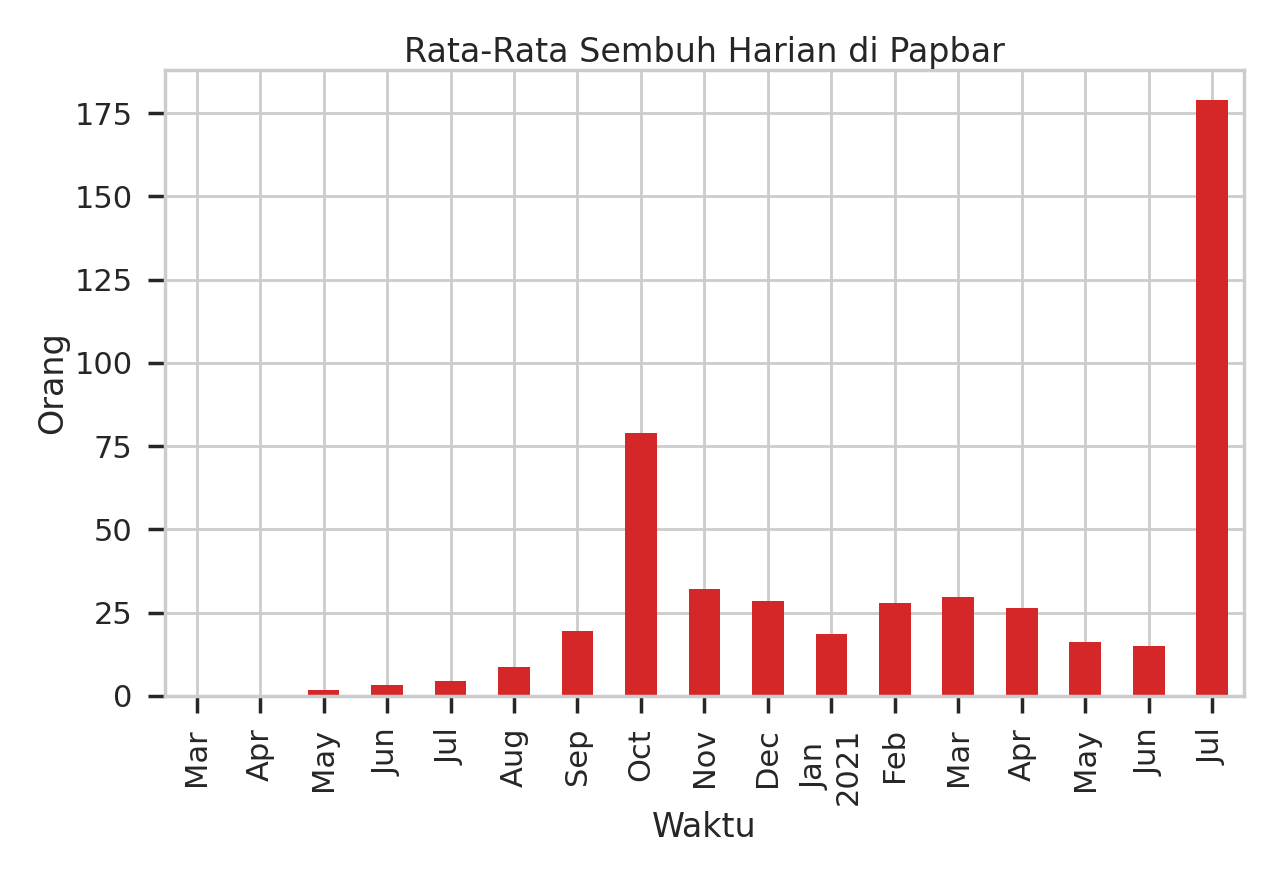 Rata-Rata Sembuh Harian di Papbar
Orang
175
150
125
100
75
50
25
0
Mar
Apr
May
Jun
Jul
Aug
Sep
Oct
Nov
Dec
Jan
2021
Feb
Mar
Apr
May
Jun
Jul
Waktu